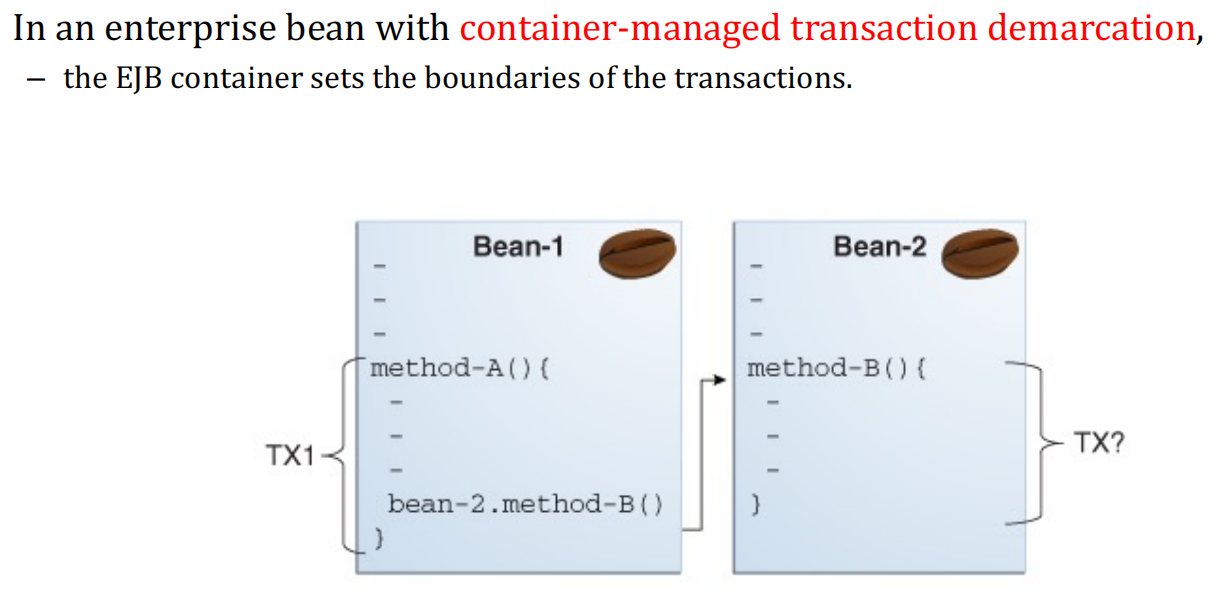 In an enterprise bean with container-managed transaction demarcation,
– the EJB container sets the boundaries of the transactions.
Bean-1
–
–
–
method-A(){
–
–
–
bean-2.method-B()
}
TX1
Bean-2
–
–
–
method-B(){
–
–
–
}
TX?